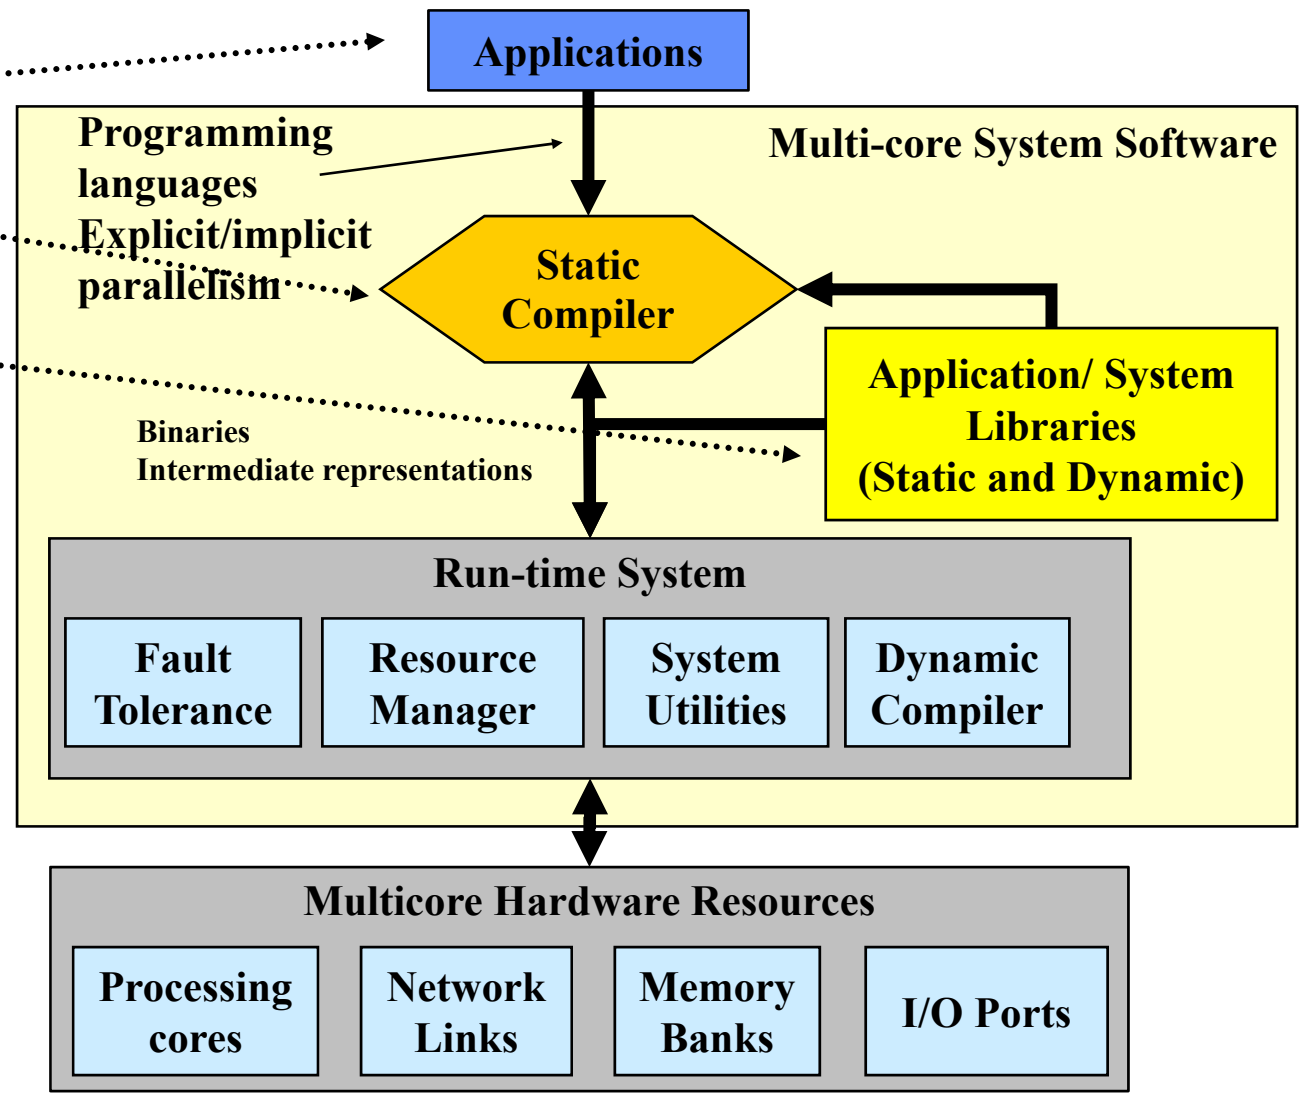 Applications
Programming
languages
Explicit/implicit
parallelism
Multi-core System Software
Static
Compiler
Application/ System
Libraries
(Static and Dynamic)
Binaries
Intermediate representations
Run-time System
Fault
Tolerance
Resource
Manager
System
Utilities
Dynamic
Compiler
Multicore Hardware Resources
Processing
cores
Network
Links
Memory
Banks
I/O Ports